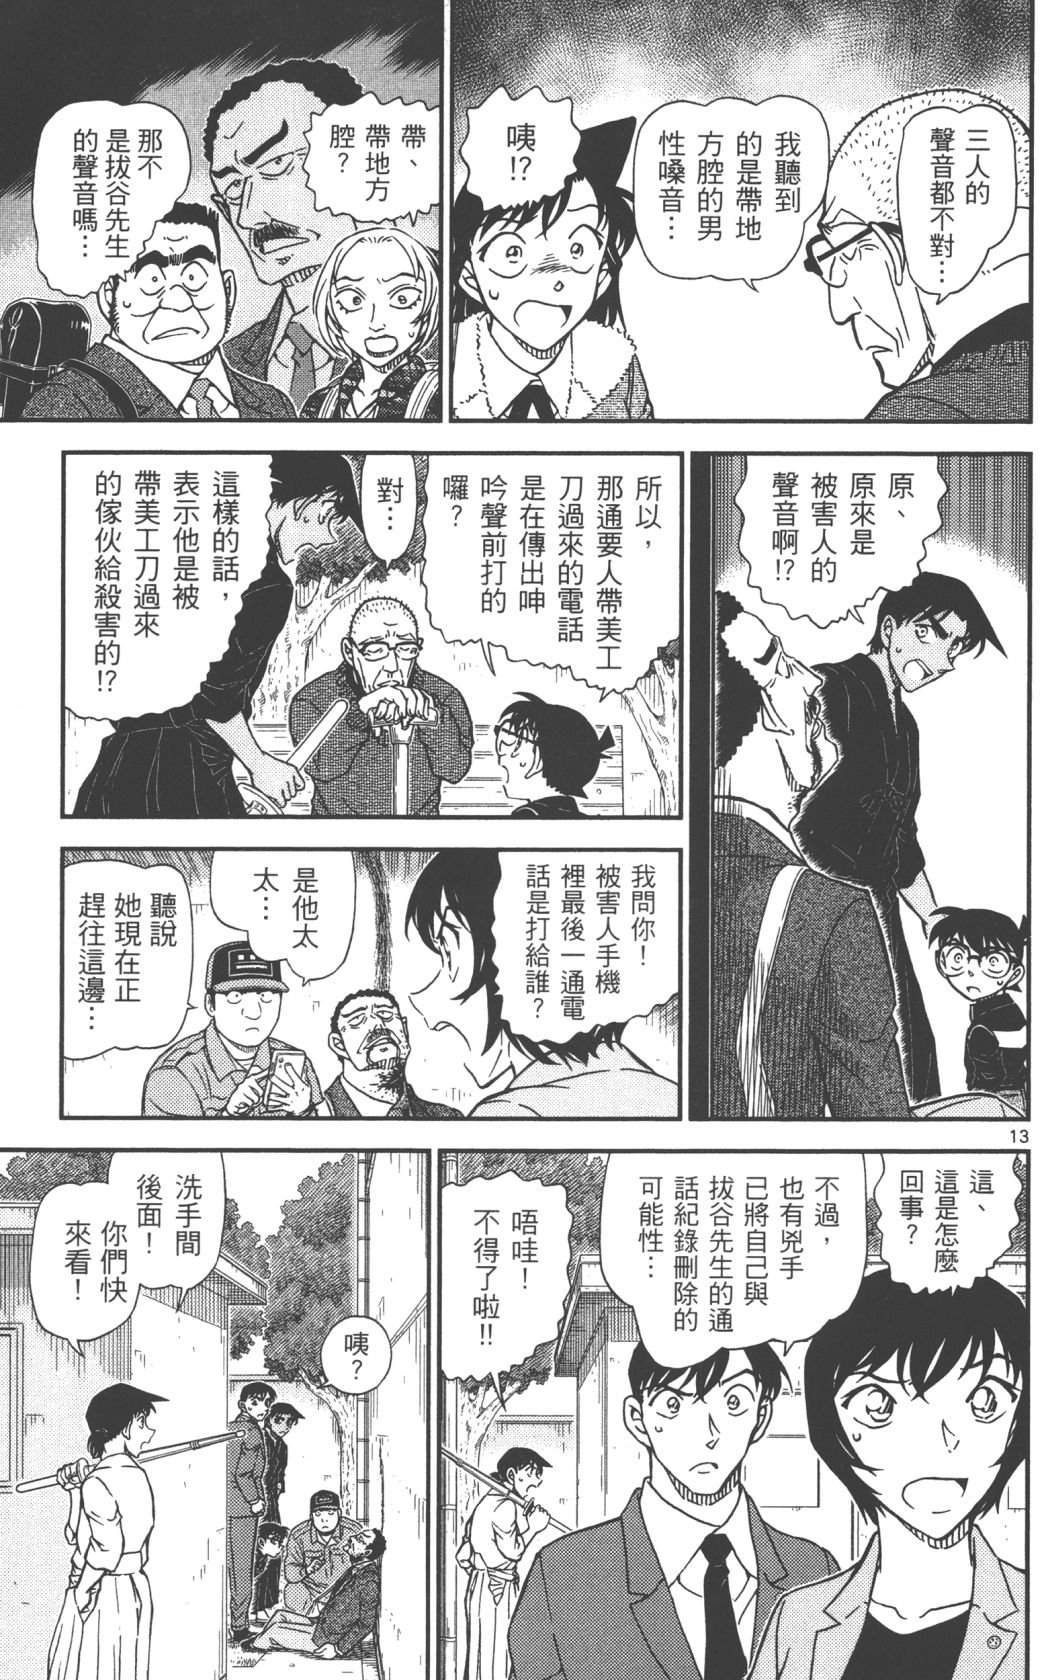 三人的
聲音都不對…
我聽到
的是帶地
方腔的男
性嗓音…
咦!?
帶、
帶地方
腔?
那不
是拔谷先生
的聲音嗎…
原、
原來是
被害人的
聲音啊!?
所以,
那通要人帶美工
刀過來的電話
是在傳出呻
吟聲前打的
囉?
對…
這樣的話,
表示他是被
帶美工刀過來
的傢伙給殺害的!?
我問你!
被害人手機
裡最後一通電
話是打給誰?
是他太
太…
聽說
她現在正
趕往這邊…
13
這、
這是怎麼
回事?
不過,
也有兇手
已將自己與
拔谷先生的通
話紀錄刪除的
可能性…
唔哇!
不得了啦!!
咦?
洗手間
後面!
你們快
來看!